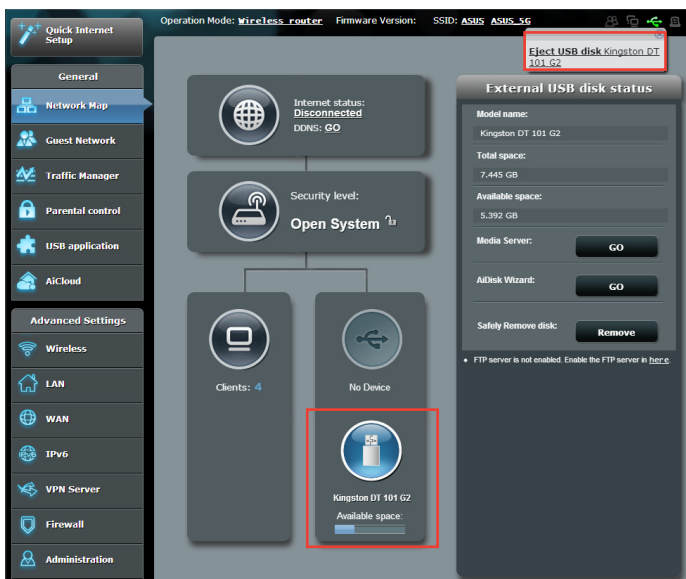 Quick Internet
Setup
Operation Mode: Wireless router Firmware Version: SSID: ASUS ASUS_5G
Eject USB disk Kingston DT
101 G2
General
Network Map
Guest Network
Traffic Manager
Parental control
USB application
AiCloud
Advanced Settings
Wireless
LAN
WAN
IPv6
VPN Server
Firewall
Administration
Internet status:
Disconnected
DDNS: GO
Security level:
Open System
Clients: 4
No Device
Kingston DT 101 G2
Available space:
External USB disk status
Model name:
Kingston DT 101 G2
Total space:
7.445 GB
Available space:
5.392 GB
Media Server: GO
AiDisk Wizard: GO
Safely Remove disk: Remove
• FTP server is not enabled. Enable the FTP server in here.